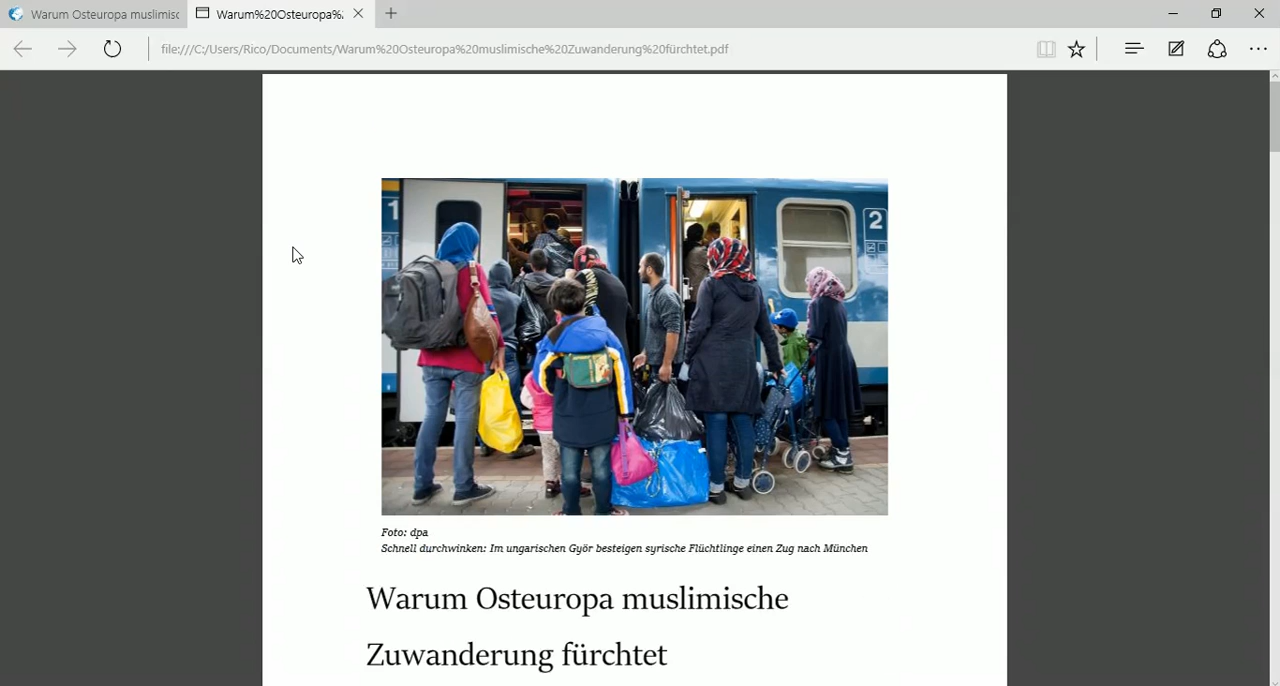 Warum Osteuropa muslimisc
Warum%20Osteuropa%2
file:///C:/Users/Rico/Documents/Warum%20Osteuropa%20muslimische%20Zuwanderung%20fürchtet.pdf
1
2
Foto: dpa
Schnell durchwinken: Im ungarischen Györ besteigen syrische Flüchtlinge einen Zug nach München
Warum Osteuropa muslimische
Zuwanderung fürchtet